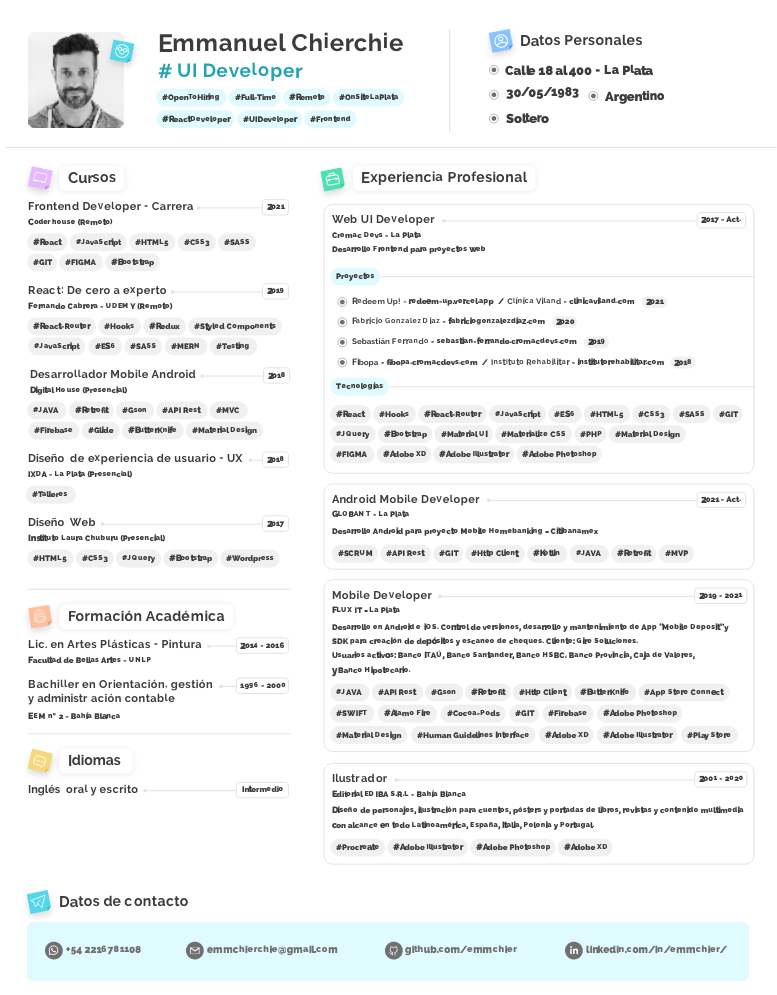 Emmanuel Chierchie
# UI Developer
#OpenToHiring #Full-Time #Remote #OnSiteLaPlata
#ReactDeveloper #UIDeveloper #Frontend
Datos Personales
Calle 18 al 400 - La Plata
30/05/1983 Argentino
Soltero
Cursos
Frontend Developer - Carrera 2021
Coderhouse (Remoto)
#React #JavaScript #HTML5 #CSS3 #SASS
#GIT #FIGMA #Bootstrap
React: De cero a experto 2019
Fernando Cabrera - UDEMY (Remoto)
#React-Router #Hooks #Redux #Styled Components
#JavaScript #ES6 #SASS #MERN #Testing
Desarrollador Mobile Android 2018
Digital House (Presencial)
#JAVA #Retrofit #Gson #API Rest #MVC
#Firebase #Glide #ButterKnife #Material Design
Diseño de experiencia de usuario - UX 2018
IXDA - La Plata (Presencial)
#Talleres
Diseño Web 2017
Instituto Laura Chuburu (Presencial)
#HTML5 #CSS3 #JQuery #Bootstrap #Wordpress
Formación Académica
Lic. en Artes Plásticas - Pintura 2014 - 2016
Facultad de Bellas Artes - UNLP
Bachiller en Orientación, gestión 1996 - 2000
y administración contable
EEM nº 2 - Bahía Blanca
Idiomas
Inglés oral y escrito Intermedio
Experiencia Profesional
Web UI Developer 2017 - Act.
Cromac Devs - La Plata
Desarrollo Frontend para proyectos web
Proyectos
Redeem Up! - redeem-up.vercel.app / Clínica Viland - clinicaviland.com 2021
Fabricio Gonzalez Díaz - fabriciogonzalezdiaz.com 2020
Sebastián Ferrando - sebastian-ferrando.cromacdevs.com 2019
Fibopa - fibopa.cromacdevs.com / Instituto Rehabilitar - institutorehabilitar.com 2018
Tecnologías
#React #Hooks #React-Router #JavaScript #ES6 #HTML5 #CSS3 #SASS #GIT
#JQuery #Bootstrap #Material UI #Materialize CSS #PHP #Material Design
#FIGMA #Adobe XD #Adobe Illustrator #Adobe Photoshop
Android Mobile Developer 2021 - Act.
GLOBANT - La Plata
Desarrollo Android para proyecto Mobile Homebanking - Citibanamex
#SCRUM #API Rest #GIT #Http Client #Kotlin #JAVA #Retrofit #MVP
Mobile Developer 2019 - 2021
FLUX IT - La Plata
Desarrollo en Android e iOS. Control de versiones, desarrollo y mantenimiento de App "Mobile Deposit" y
SDK para creación de depósitos y escaneo de cheques. Cliente: Gire Soluciones.
Usuarios activos: Banco ITAÚ, Banco Santander, Banco HSBC, Banco Provincia, Caja de Valores,
y Banco Hipotecario.
#JAVA #API Rest #Gson #Retrofit #Http Client #ButterKnife #App Store Connect
#SWIFT #Alamo Fire #Cocoa-Pods #GIT #Firebase #Adobe Photoshop
#Material Design #Human Guidelines Interface #Adobe XD #Adobe Illustrator #Play Store
Ilustrador 2001 - 2020
Editorial EDIBA S.R.L - Bahía Blanca
Diseño de personajes, ilustración para cuentos, pósters y portadas de libros, revistas y contenido multimedia
con alcance en todo Latinoamérica, España, Italia, Polonia y Portugal.
#Procreate #Adobe Illustrator #Adobe Photoshop #Adobe XD
Datos de contacto
+54 2216781108 emmchierchie@gmail.com github.com/emmchier linkedin.com/in/emmchier/